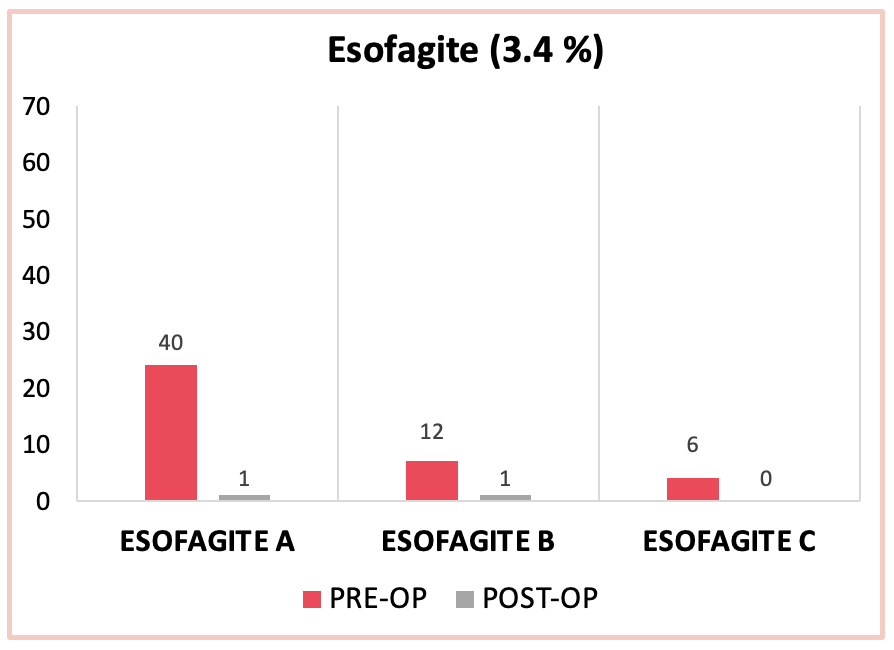 Esofagite (3.4 %)
70
60
50
40
30
20
10
0
40
1
12
1
6
0
ESOFAGITE A
ESOFAGITE B
ESOFAGITE C
PRE-OP
POST-OP